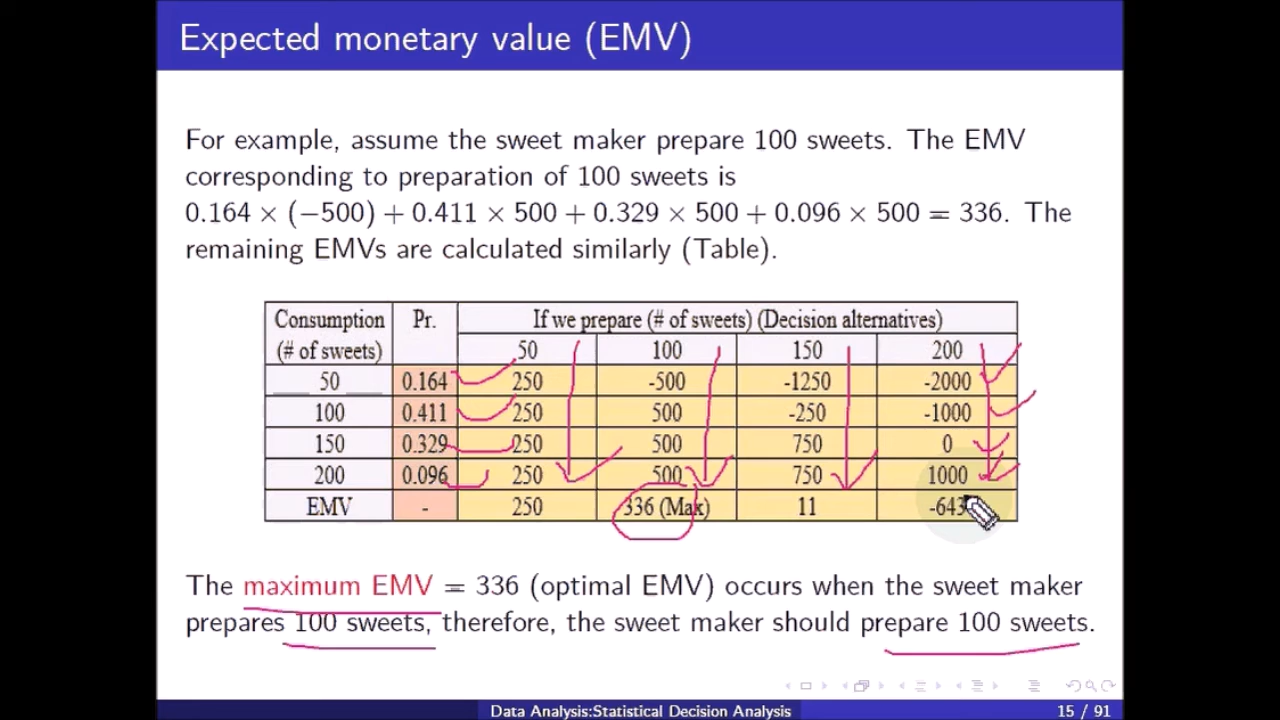 Expected monetary value (EMV)
For example, assume the sweet maker prepare 100 sweets. The EMV
corresponding to preparation of 100 sweets is
0.164 × (−500) + 0.411 × 500 + 0.329 × 500 + 0.096 × 500 = 336. The
remaining EMVs are calculated similarly (Table).
Consumption Pr. If we prepare (# of sweets) (Decision alternatives)
(# of sweets) 50 100 150 200
50 0.164 250 -500 -1250 -2000
100 0.411 250 500 -250 -1000
150 0.329 250 500 750 0
200 0.096 250 500 750 1000
EMV - 250 336 (Max) 11 -643
The maximum EMV = 336 (optimal EMV) occurs when the sweet maker
prepares 100 sweets, therefore, the sweet maker should prepare 100 sweets.
Data Analysis:Statistical Decision Analysis 15 / 91